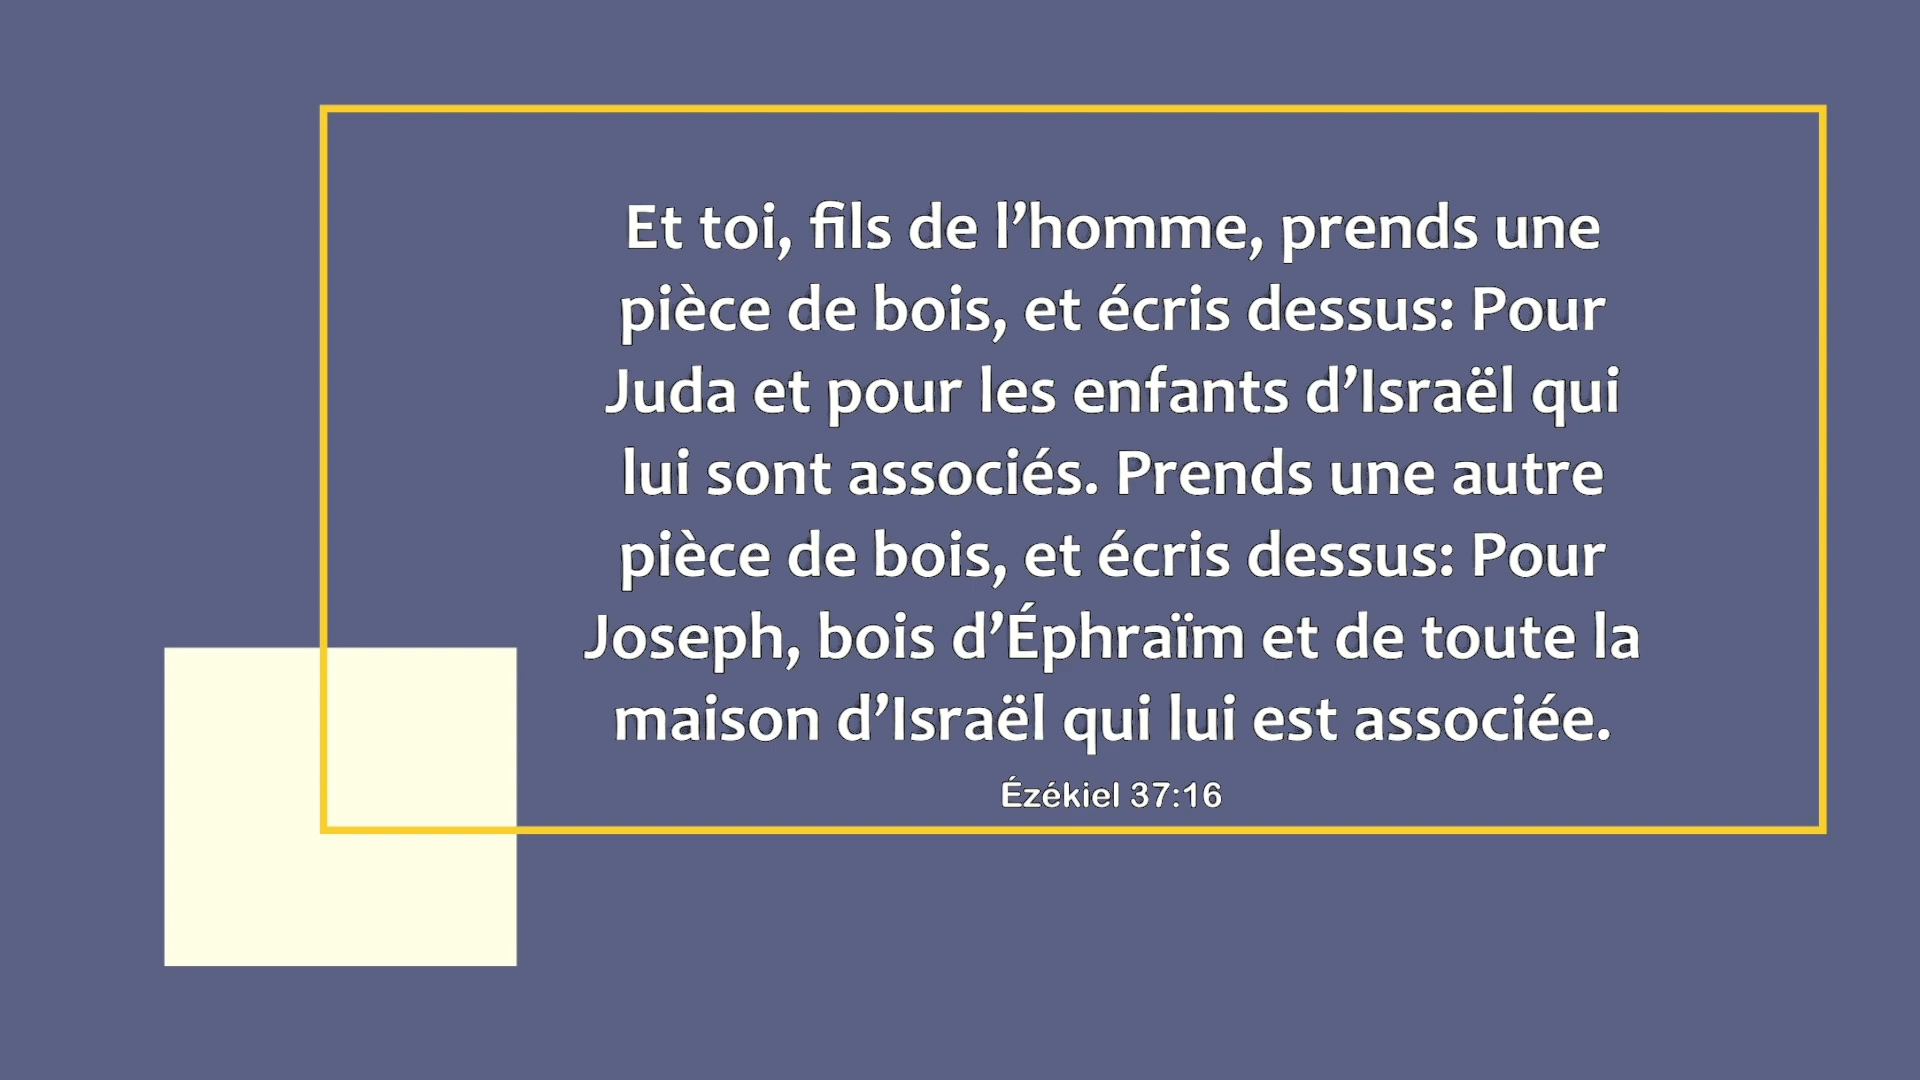 Et toi, fils de l’homme, prends une
pièce de bois, et écris dessus: Pour
Juda et pour les enfants d’Israël qui
lui sont associés. Prends une autre
pièce de bois, et écris dessus: Pour
Joseph, bois d’Éphraïm et de toute la
maison d’Israël qui lui est associée.
Ézékiel 37:16